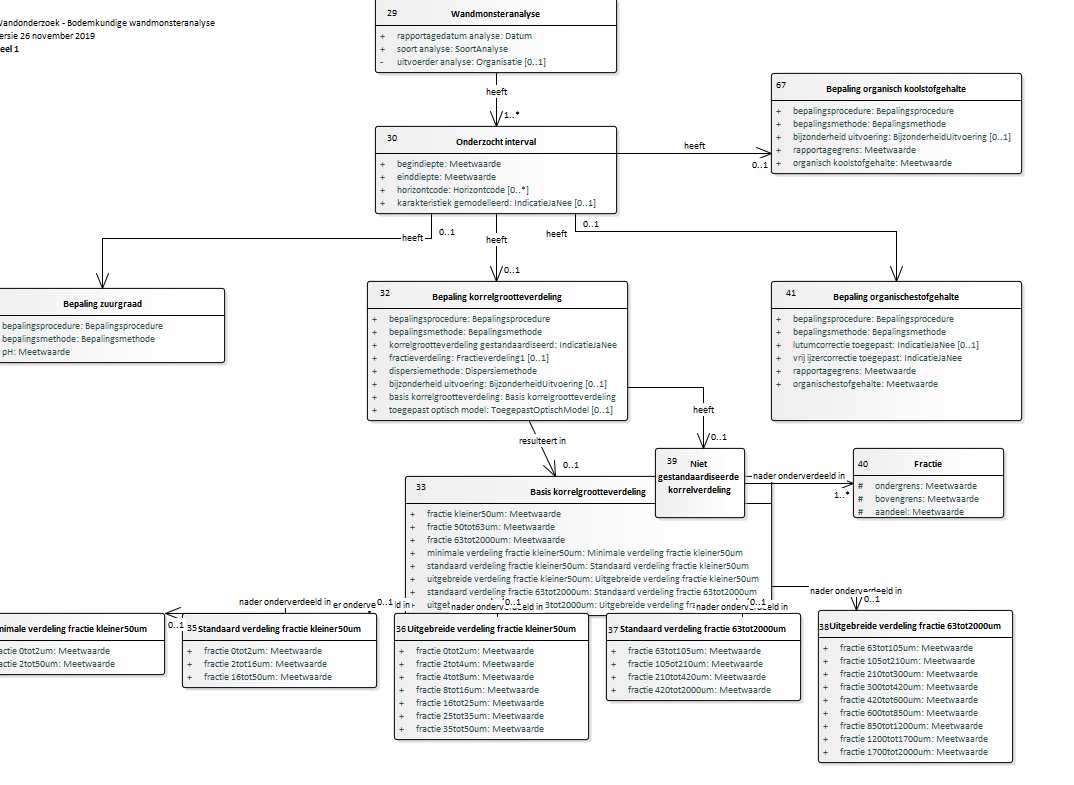 Wandonderzoek - Bodemkundige wandmonsteranalyse
ersie 26 november 2019
eel 1
29 Wandmonsteranalyse
+ rapportagedatum analyse: Datum
+ soort analyse: SoortAnalyse
- uitvoerder analyse: Organisatie [0..1]
heeft
1..*
30 Onderzocht interval
+ begindiepte: Meetwaarde
+ einddiepte: Meetwaarde
+ horizontcode: Horizontcode [0..*]
+ karakteristiek gemodelleerd: IndicatieJaNee [0..1]
heeft
0..1
67 Bepaling organisch koolstofgehalte
+ bepalingsprocedure: Bepalingsprocedure
+ bepalingsmethode: Bepalingsmethode
+ bijzonderheid uitvoering: BijzonderheidUitvoering [0..1]
+ rapportagegrens: Meetwaarde
+ organisch koolstofgehalte: Meetwaarde
heeft
0..1
heeft
0..1
heeft
0..1
Bepaling zuurgraad
bepalingsprocedure: Bepalingsprocedure
bepalingsmethode: Bepalingsmethode
pH: Meetwaarde
32 Bepaling korrelgrootteverdeling
+ bepalingsprocedure: Bepalingsprocedure
+ bepalingsmethode: Bepalingsmethode
+ korrelgrootteverdeling gestandaardiseerd: IndicatieJaNee
+ fractieverdeling: Fractieverdeling1 [0..1]
+ dispersiemethode: Dispersiemethode
+ bijzonderheid uitvoering: BijzonderheidUitvoering [0..1]
+ basis korrelgrootteverdeling: Basis korrelgrootteverdeling
+ toegepast optisch model: ToegepastOptischModel [0..1]
41 Bepaling organischestofgehalte
+ bepalingsprocedure: Bepalingsprocedure
+ bepalingsmethode: Bepalingsmethode
+ lutumcorrectie toegepast: IndicatieJaNee [0..1]
+ vrij ijzercorrectie toegepast: IndicatieJaNee
+ rapportagegrens: Meetwaarde
+ organischestofgehalte: Meetwaarde
heeft
0..1
resulteert in
0..1
39 Niet
gestandaardiseerde
korrelverdeling
nader onderverdeeld in
1..*
40 Fractie
# ondergrens: Meetwaarde
# bovengrens: Meetwaarde
# aandeel: Meetwaarde
33 Basis korrelgrootteverdeling
+ fractie kleiner50um: Meetwaarde
+ fractie 50tot63um: Meetwaarde
+ fractie 63tot2000um: Meetwaarde
+ minimale verdeling fractie kleiner50um: Minimale verdeling fractie kleiner50um
+ standaard verdeling fractie kleiner50um: Standaard verdeling fractie kleiner50um
+ uitgebreide verdeling fractie kleiner50um: Uitgebreide verdeling fractie kleiner50um
+ standaard verdeling fractie 63tot2000um: Standaard verdeling fractie 63tot2000um
+ uitgel 3tot2000um: Uitgebreide verdeling fr
nader onderverdeeld in
0..1
er onderve
0..1
ld in
nader onderv
0..1
eeld in
nader onderv
0..1
eeld in
nader onderverdeeld in
0..1
nimale verdeling fractie kleiner50um
actie 0tot2um: Meetwaarde
actie 2tot50um: Meetwaarde
35 Standaard verdeling fractie kleiner50um
+ fractie 0tot2um: Meetwaarde
+ fractie 2tot16um: Meetwaarde
+ fractie 16tot50um: Meetwaarde
36 Uitgebreide verdeling fractie kleiner50um
+ fractie 0tot2um: Meetwaarde
+ fractie 2tot4um: Meetwaarde
+ fractie 4tot8um: Meetwaarde
+ fractie 8tot16um: Meetwaarde
+ fractie 16tot25um: Meetwaarde
+ fractie 25tot35um: Meetwaarde
+ fractie 35tot50um: Meetwaarde
37 Standaard verdeling fractie 63tot2000um
+ fractie 63tot105um: Meetwaarde
+ fractie 105ot210um: Meetwaarde
+ fractie 210tot420um: Meetwaarde
+ fractie 420tot2000um: Meetwaarde
38 Uitgebreide verdeling fractie 63tot2000um
+ fractie 63tot105um: Meetwaarde
+ fractie 105ot210um: Meetwaarde
+ fractie 210tot300um: Meetwaarde
+ fractie 300tot420um: Meetwaarde
+ fractie 420tot600um: Meetwaarde
+ fractie 600tot850um: Meetwaarde
+ fractie 850tot1200um: Meetwaarde
+ fractie 1200tot1700um: Meetwaarde
+ fractie 1700tot2000um: Meetwaarde